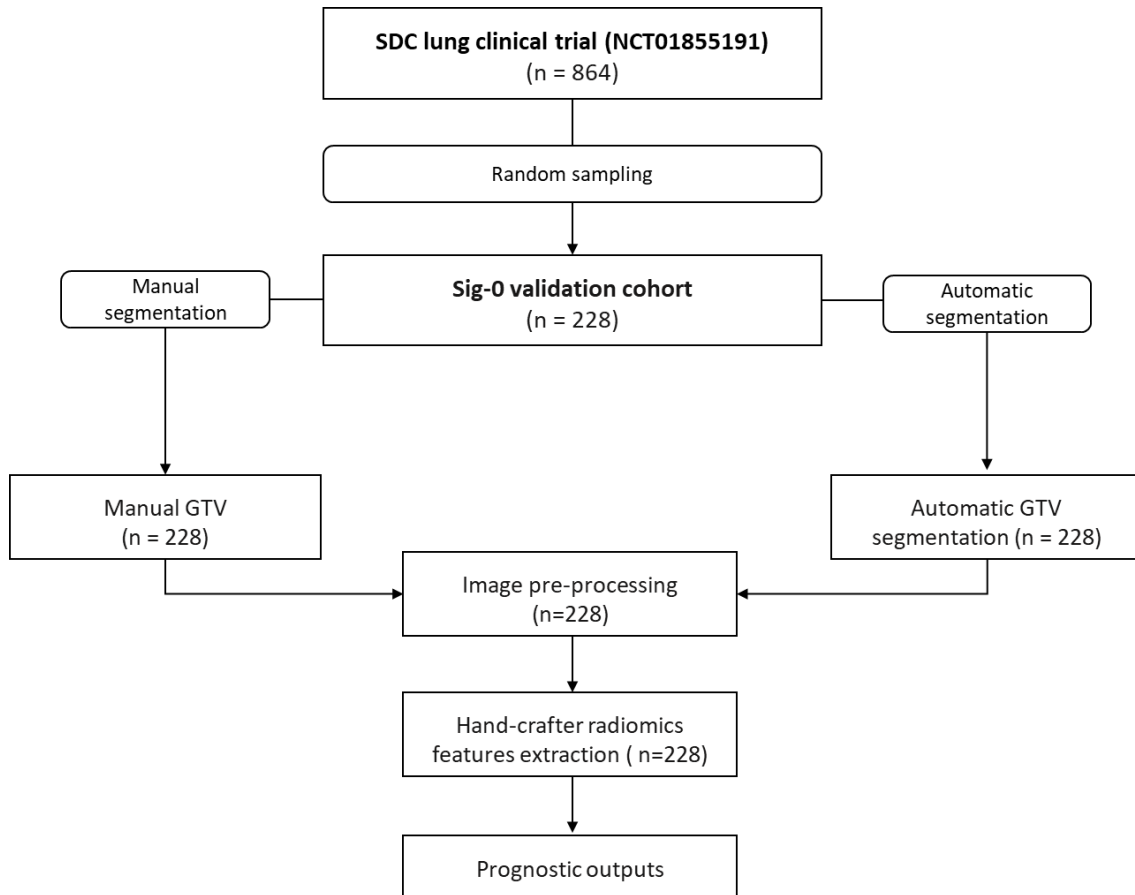 SDC lung clinical trial (NCT01855191)
(n = 864)
Random sampling
Manual
segmentation
Sig-0 validation cohort
(n = 228)
Automatic
segmentation
Manual GTV
(n = 228)
Automatic GTV
segmentation (n = 228)
Image pre-processing
(n=228)
Hand-crafter radiomics
features extraction ( n=228)
Prognostic outputs